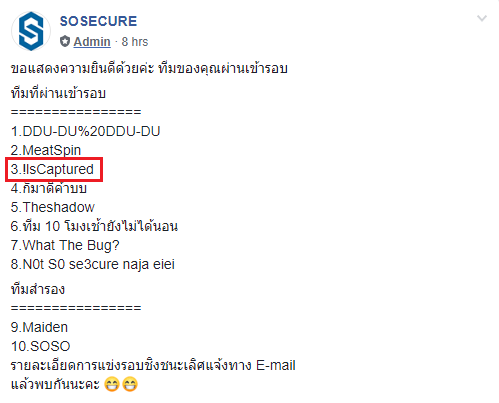 SOSECURE
Admin · 8 hrs
ขอแสดงความยินดีด้วยค่ะ ทีมของคุณผ่านเข้ารอบ
ทีมที่ผ่านเข้ารอบ
================
1.DDU-DU%20DDU-DU
2.MeatSpin
3.!IsCaptured
4.ก็มาดีค้าบบ
5.Theshadow
6.ทีม 10 โมงเช้ายังไม่ได้นอน
7.What The Bug?
8.N0t S0 se3cure naja eiei
ทีมสำรอง
================
9.Maiden
10.SOSO
รายละเอียดการแข่งรอบชิงชนะเลิศแจ้งทาง E-mail
แล้วพบกันนะคะ 😁😁